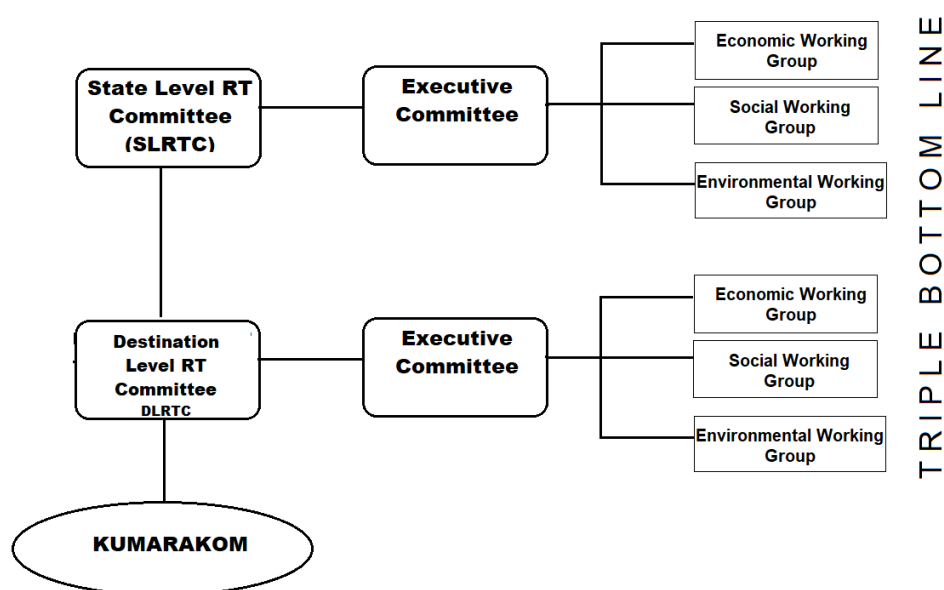 State Level RT
Committee
(SLRTC)
Executive
Committee
Economic Working
Group
Social Working
Group
Environmental Working
Group
Destination
Level RT
Committee
DLRTC
Executive
Committee
Economic Working
Group
Social Working
Group
Environmental Working
Group
KUMARAKOM
TRIPLE BOTTOM LINE